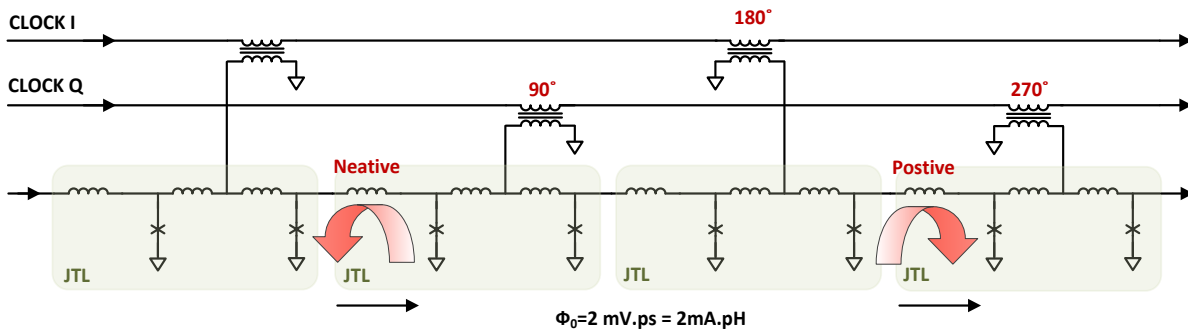 CLOCK I
180°
CLOCK Q
90°
270°
Neative
Postive
JTL
JTL
JTL
JTL
Φ₀=2 mV.ps = 2mA.pH